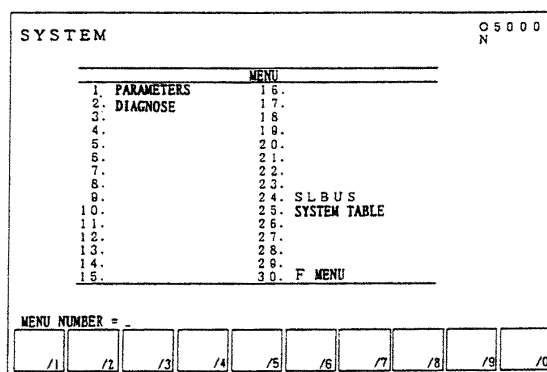 SYSTEM
O5000
N
MENU
1. PARAMETERS 16.
2. DIAGNOSE 17.
3. 18
4. 19.
5. 20.
6. 21.
7. 22.
8. 23.
9. 24. SLBUS
10. 25. SYSTEM TABLE
11. 26.
12. 27.
13. 28.
14. 29.
15. 30. F MENU
MENU NUMBER = _
/1 /2 /3 /4 /5 /6 /7 /8 /9 /0